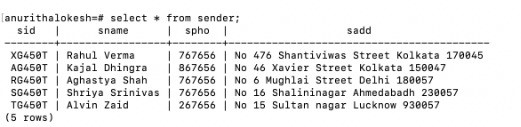 anurithalokesh=# select * from sender;
sid | sname | spho | sadd
XG450T | Rahul Verma | 767656 | No 476 Shantiviwas Street Kolkata 170045
AG450T | Kajal Dhingra | 867656 | No 46 Xavier Street Kolkata 150047
RG450T | Aghastya Shah | 767656 | No 6 Mughlai Street Delhi 180057
SG450T | Shriya Srinivas | 767656 | No 16 Shalininagar Ahmedabadh 230057
TG450T | Alvin Zaid | 267656 | No 15 Sultan nagar Lucknow 930057
(5 rows)